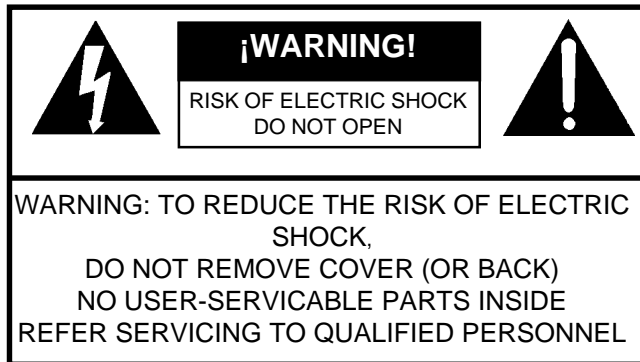 ¡WARNING!
RISK OF ELECTRIC SHOCK
DO NOT OPEN
WARNING: TO REDUCE THE RISK OF ELECTRIC
SHOCK,
DO NOT REMOVE COVER (OR BACK)
NO USER-SERVICABLE PARTS INSIDE
REFER SERVICING TO QUALIFIED PERSONNEL